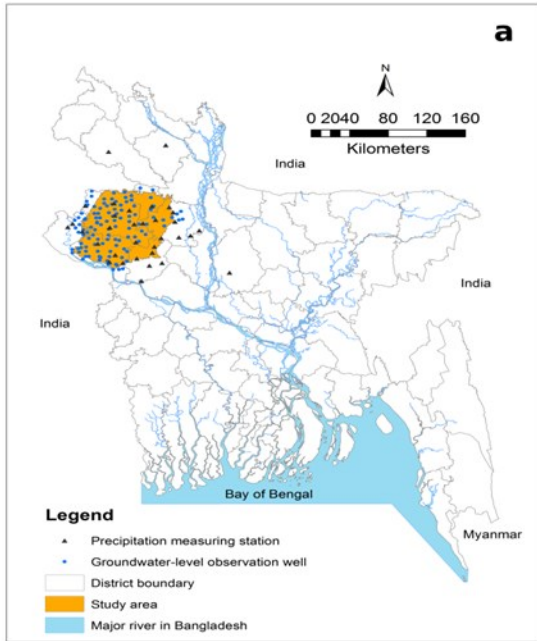 a
N
0 2040 80 120 160
Kilometers
India
India
India
Bay of Bengal
Myanmar
Legend
Precipitation measuring station
Groundwater-level observation well
District boundary
Study area
Major river in Bangladesh